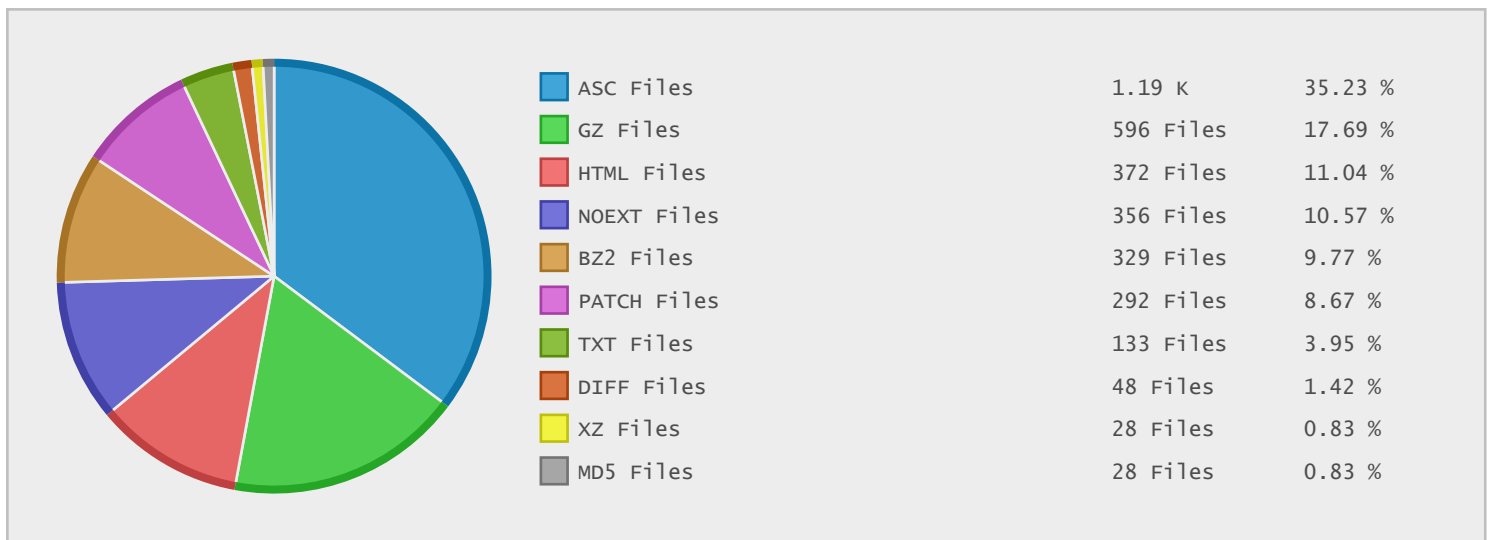 ASC Files 1.19 K 35.23 %
GZ Files 596 Files 17.69 %
HTML Files 372 Files 11.04 %
NOEXT Files 356 Files 10.57 %
BZ2 Files 329 Files 9.77 %
PATCH Files 292 Files 8.67 %
TXT Files 133 Files 3.95 %
DIFF Files 48 Files 1.42 %
XZ Files 28 Files 0.83 %
MD5 Files 28 Files 0.83 %